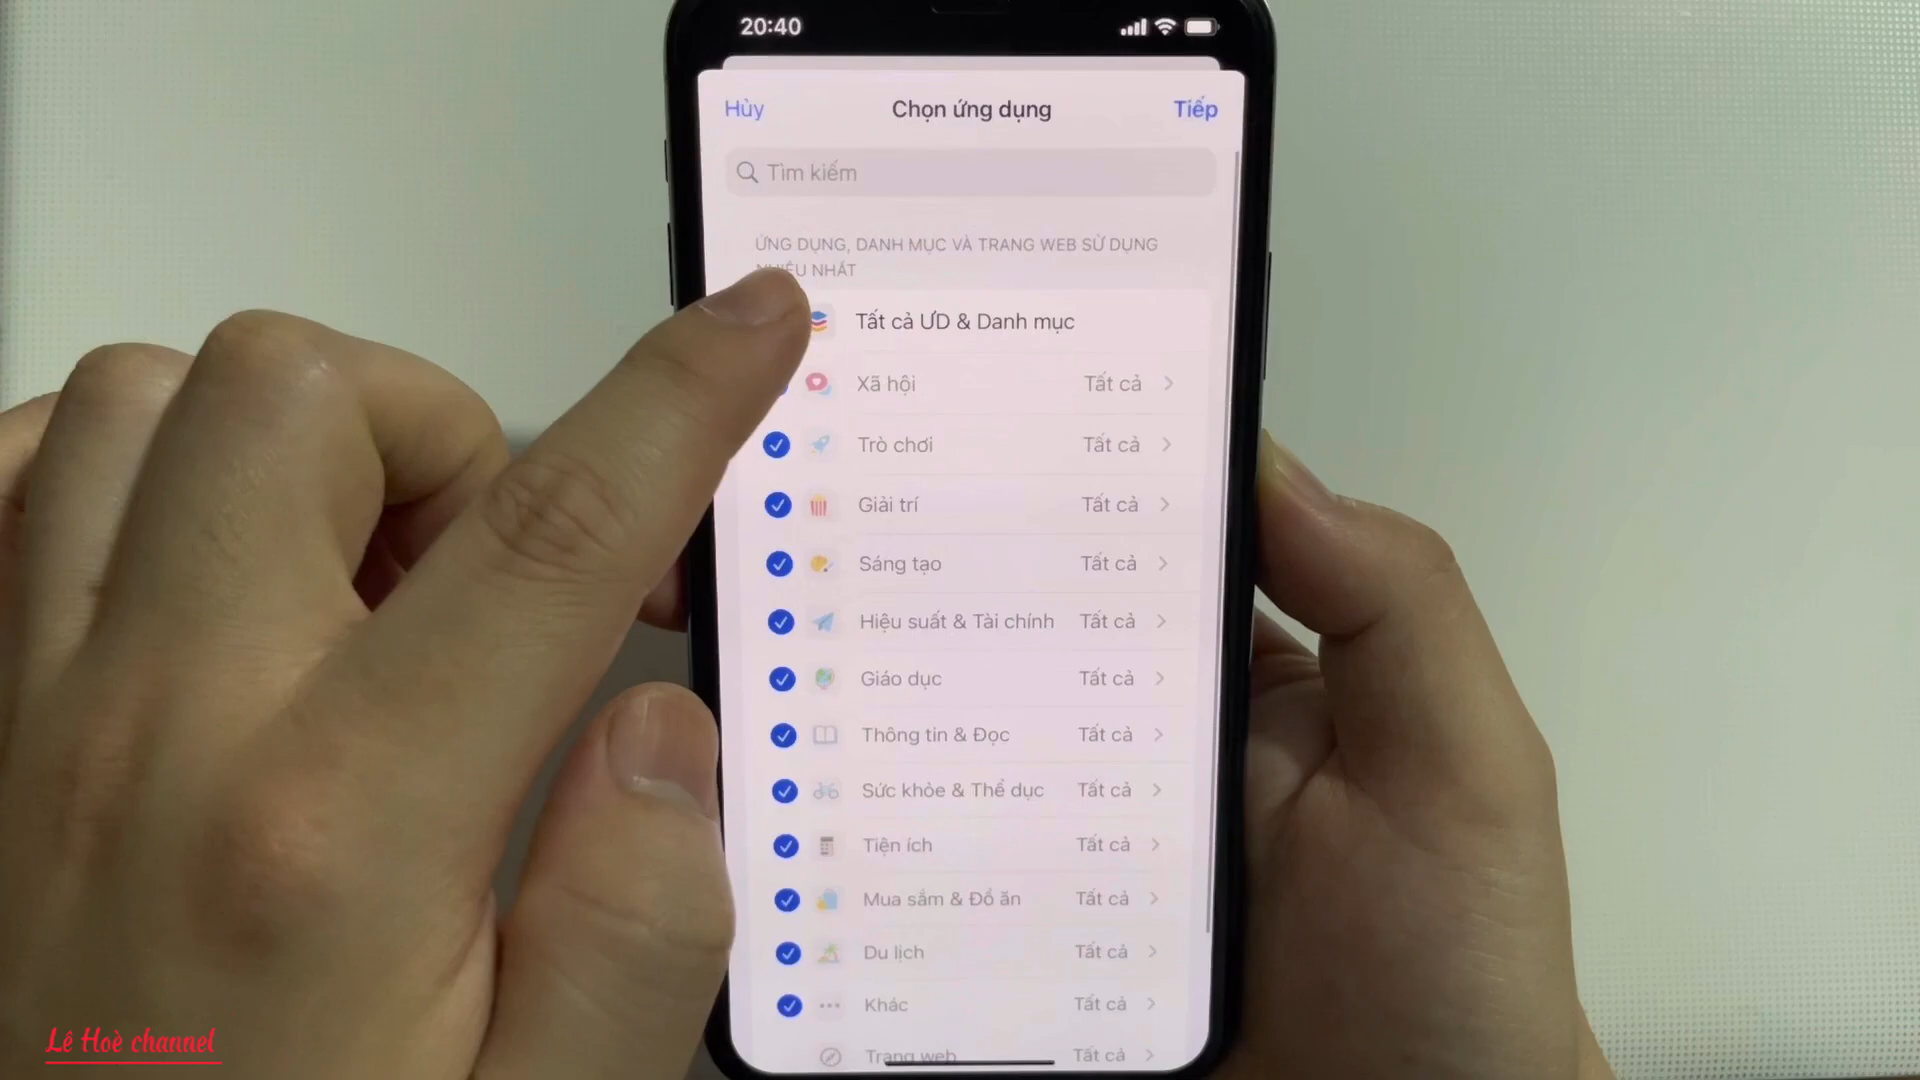 20:40
Hủy
Chọn ứng dụng
Tiếp
Tìm kiếm
ỨNG DỤNG, DANH MỤC VÀ TRANG WEB SỬ DỤNG
NHIỀU NHẤT
Tất cả ƯD & Danh mục
Xã hội Tất cả
Trò chơi Tất cả
Giải trí Tất cả
Sáng tạo Tất cả
Hiệu suất & Tài chính Tất cả
Giáo dục Tất cả
Thông tin & Đọc Tất cả
Sức khỏe & Thể dục Tất cả
Tiện ích Tất cả
Mua sắm & Đồ ăn Tất cả
Du lịch Tất cả
Khác Tất cả
Trang web Tất cả
Lê Hoè channel